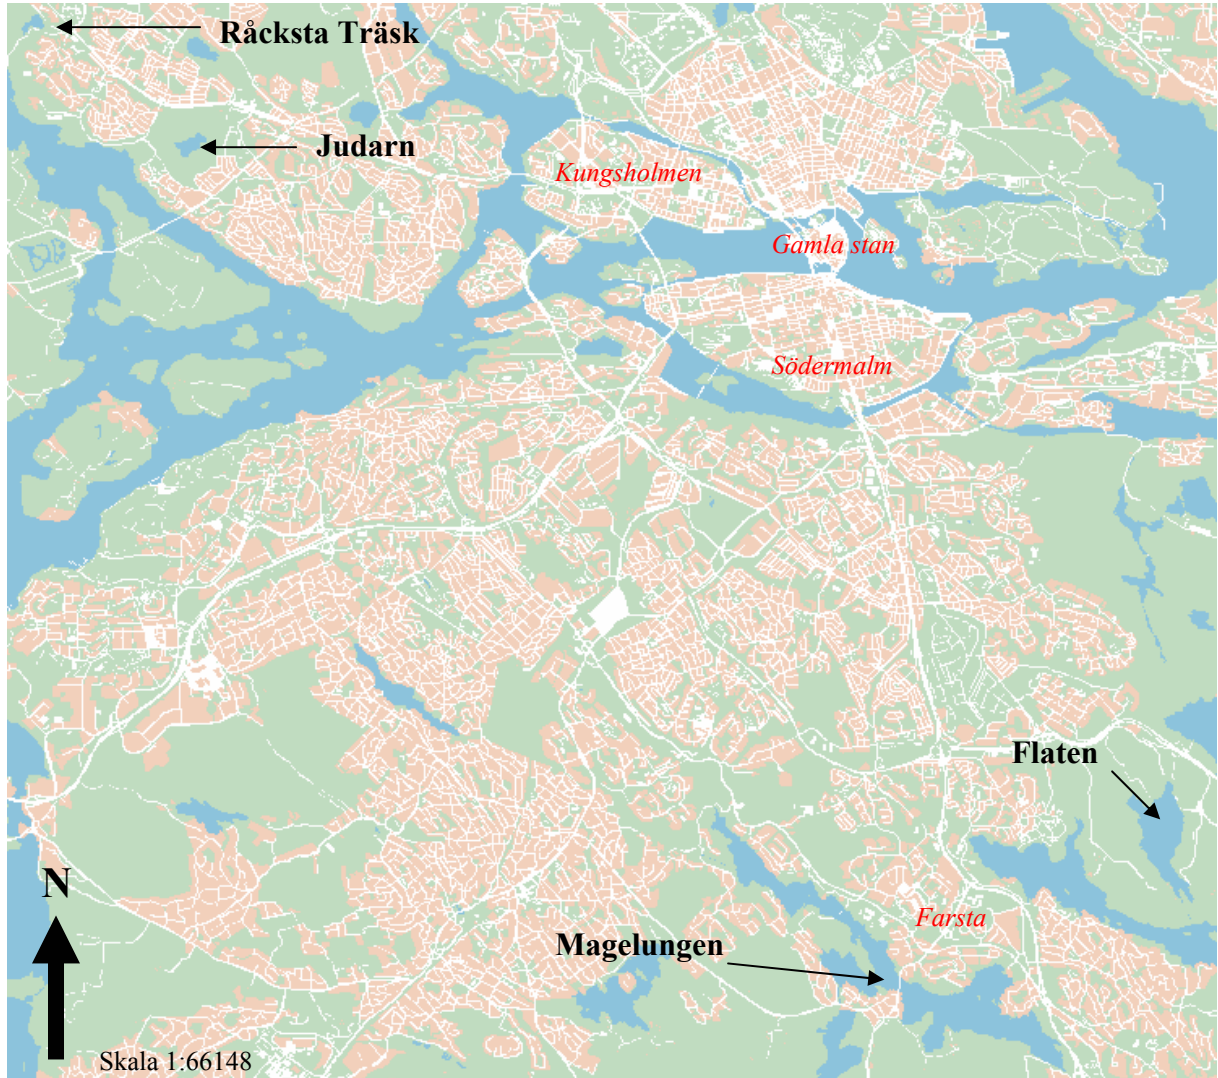 Råcksta Träsk
Judarn
Kungsholmen
Gamla stan
Södermalm
Flaten
N
Farsta
Magelungen
Skala 1:66148